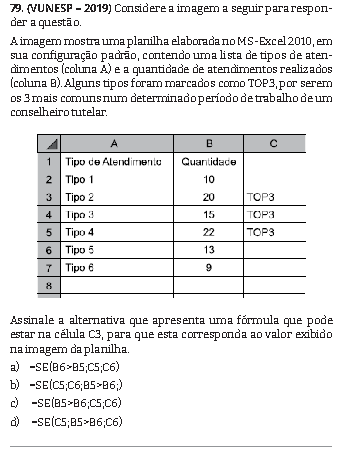 79. (VUNESP – 2019) Considere a imagem a seguir para respon-
der a questão.
A imagem mostra uma planilha elaborada no MS-Excel 2010, em
sua configuração padrão, contendo uma lista de tipos de aten-
dimentos (coluna A) e a quantidade de atendimentos realizados
(coluna B). Alguns tipos foram marcados como TOP3, por serem
os 3 mais comuns num determinado período de trabalho de um
conselheiro tutelar.
A B C
1 Tipo de Atendimento Quantidade
2 Tipo 1 10
3 Tipo 2 20 TOP3
4 Tipo 3 15 TOP3
5 Tipo 4 22 TOP3
6 Tipo 5 13
7 Tipo 6 9
8
Assinale a alternativa que apresenta uma fórmula que pode
estar na célula C3, para que esta corresponda ao valor exibido
na imagem da planilha.
a) =SE(B6>B5;C5;C6)
b) =SE(C5;C6;B5>B6;)
c) =SE(B5>B6;C5;C6)
d) =SE(C5;B5>B6;C6)